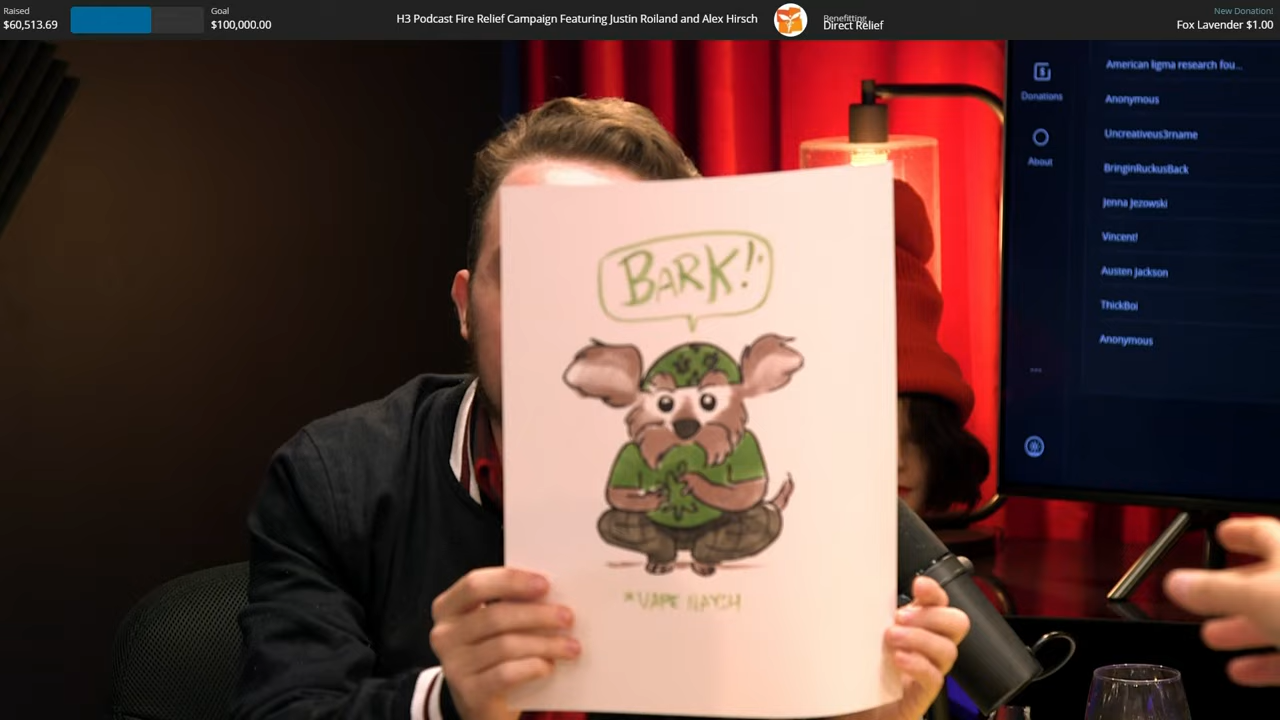 Raised
$60,513.69
Goal
$100,000.00
H3 Podcast Fire Relief Campaign Featuring Justin Roiland and Alex Hirsch
Benefitting
Direct Relief
New Donation!
Fox Lavender $1.00
American ligma research fou...
Donations
Anonymous
Uncreativeus3rname
About
BringinRuckusBack
Jenna Jezowski
Vincent!
Austen Jackson
ThickBoi
Anonymous
BARK!
*VAPE NAYSH